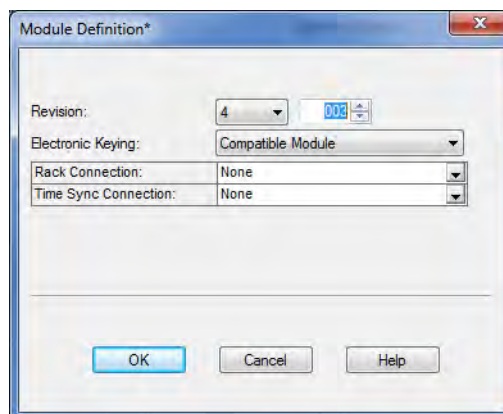 Module Definition*
Revision: 4 003
Electronic Keying: Compatible Module
Rack Connection: None
Time Sync Connection: None
OK Cancel Help